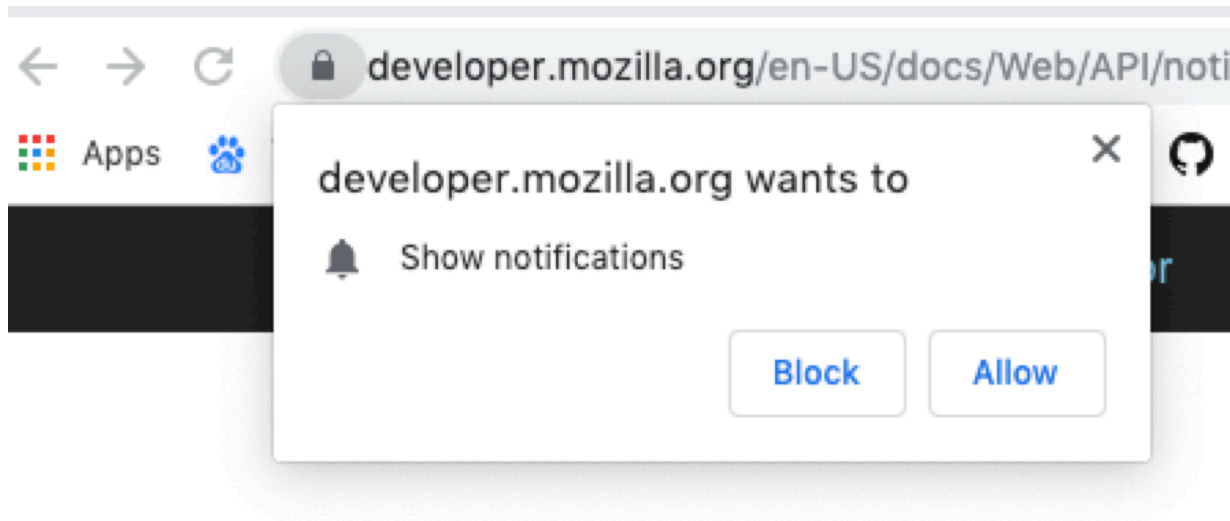 developer.mozilla.org/en-US/docs/Web/API/noti
Apps
developer.mozilla.org wants to
Show notifications
Block Allow